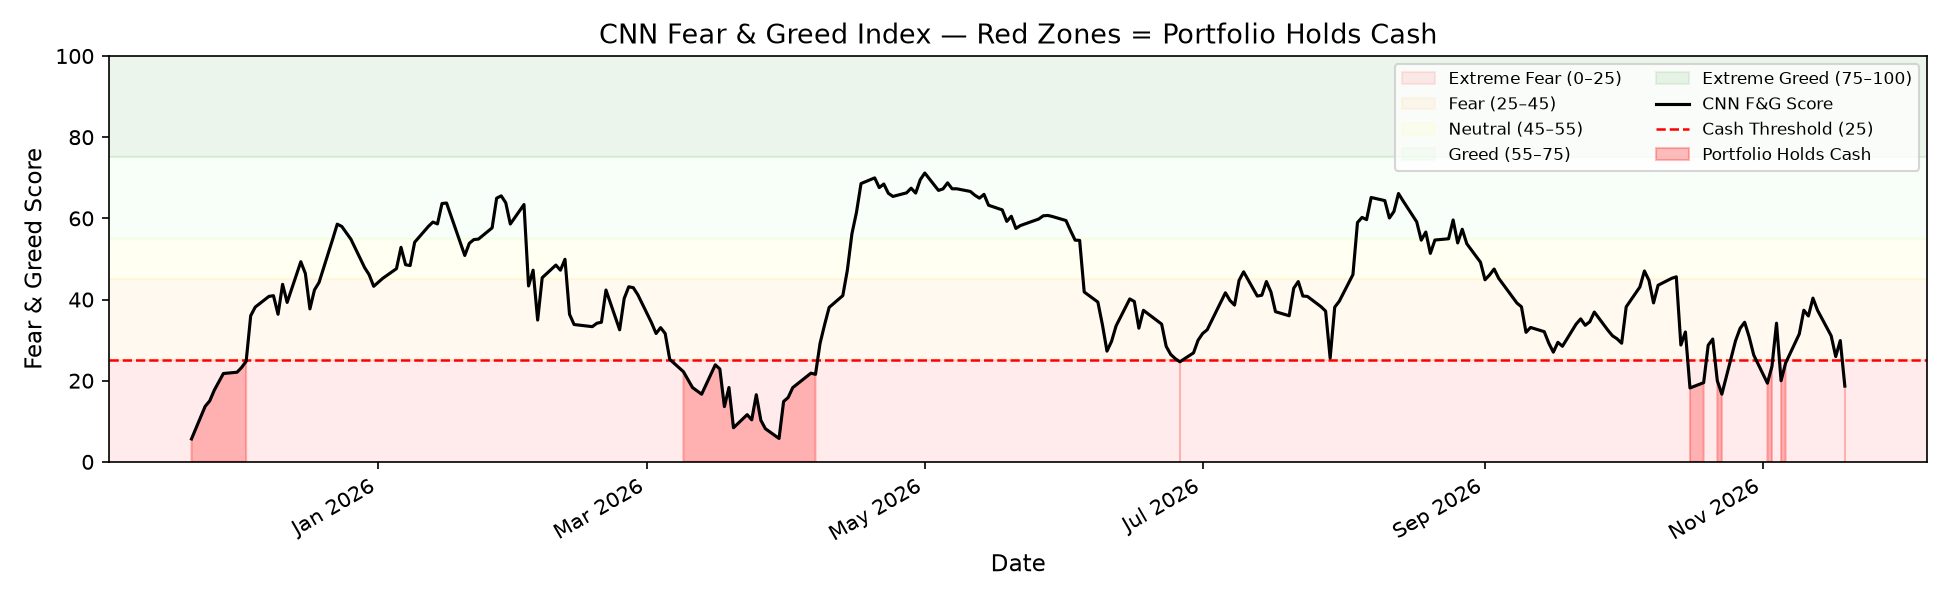 CNN Fear & Greed Index — Red Zones = Portfolio Holds Cash
Fear & Greed Score
100
80
60
40
20
0
Extreme Fear (0–25)
Fear (25–45)
Neutral (45–55)
Greed (55–75)
Extreme Greed (75–100)
CNN F&G Score
Cash Threshold (25)
Portfolio Holds Cash
Jan 2026
Mar 2026
May 2026
Jul 2026
Sep 2026
Nov 2026
Date